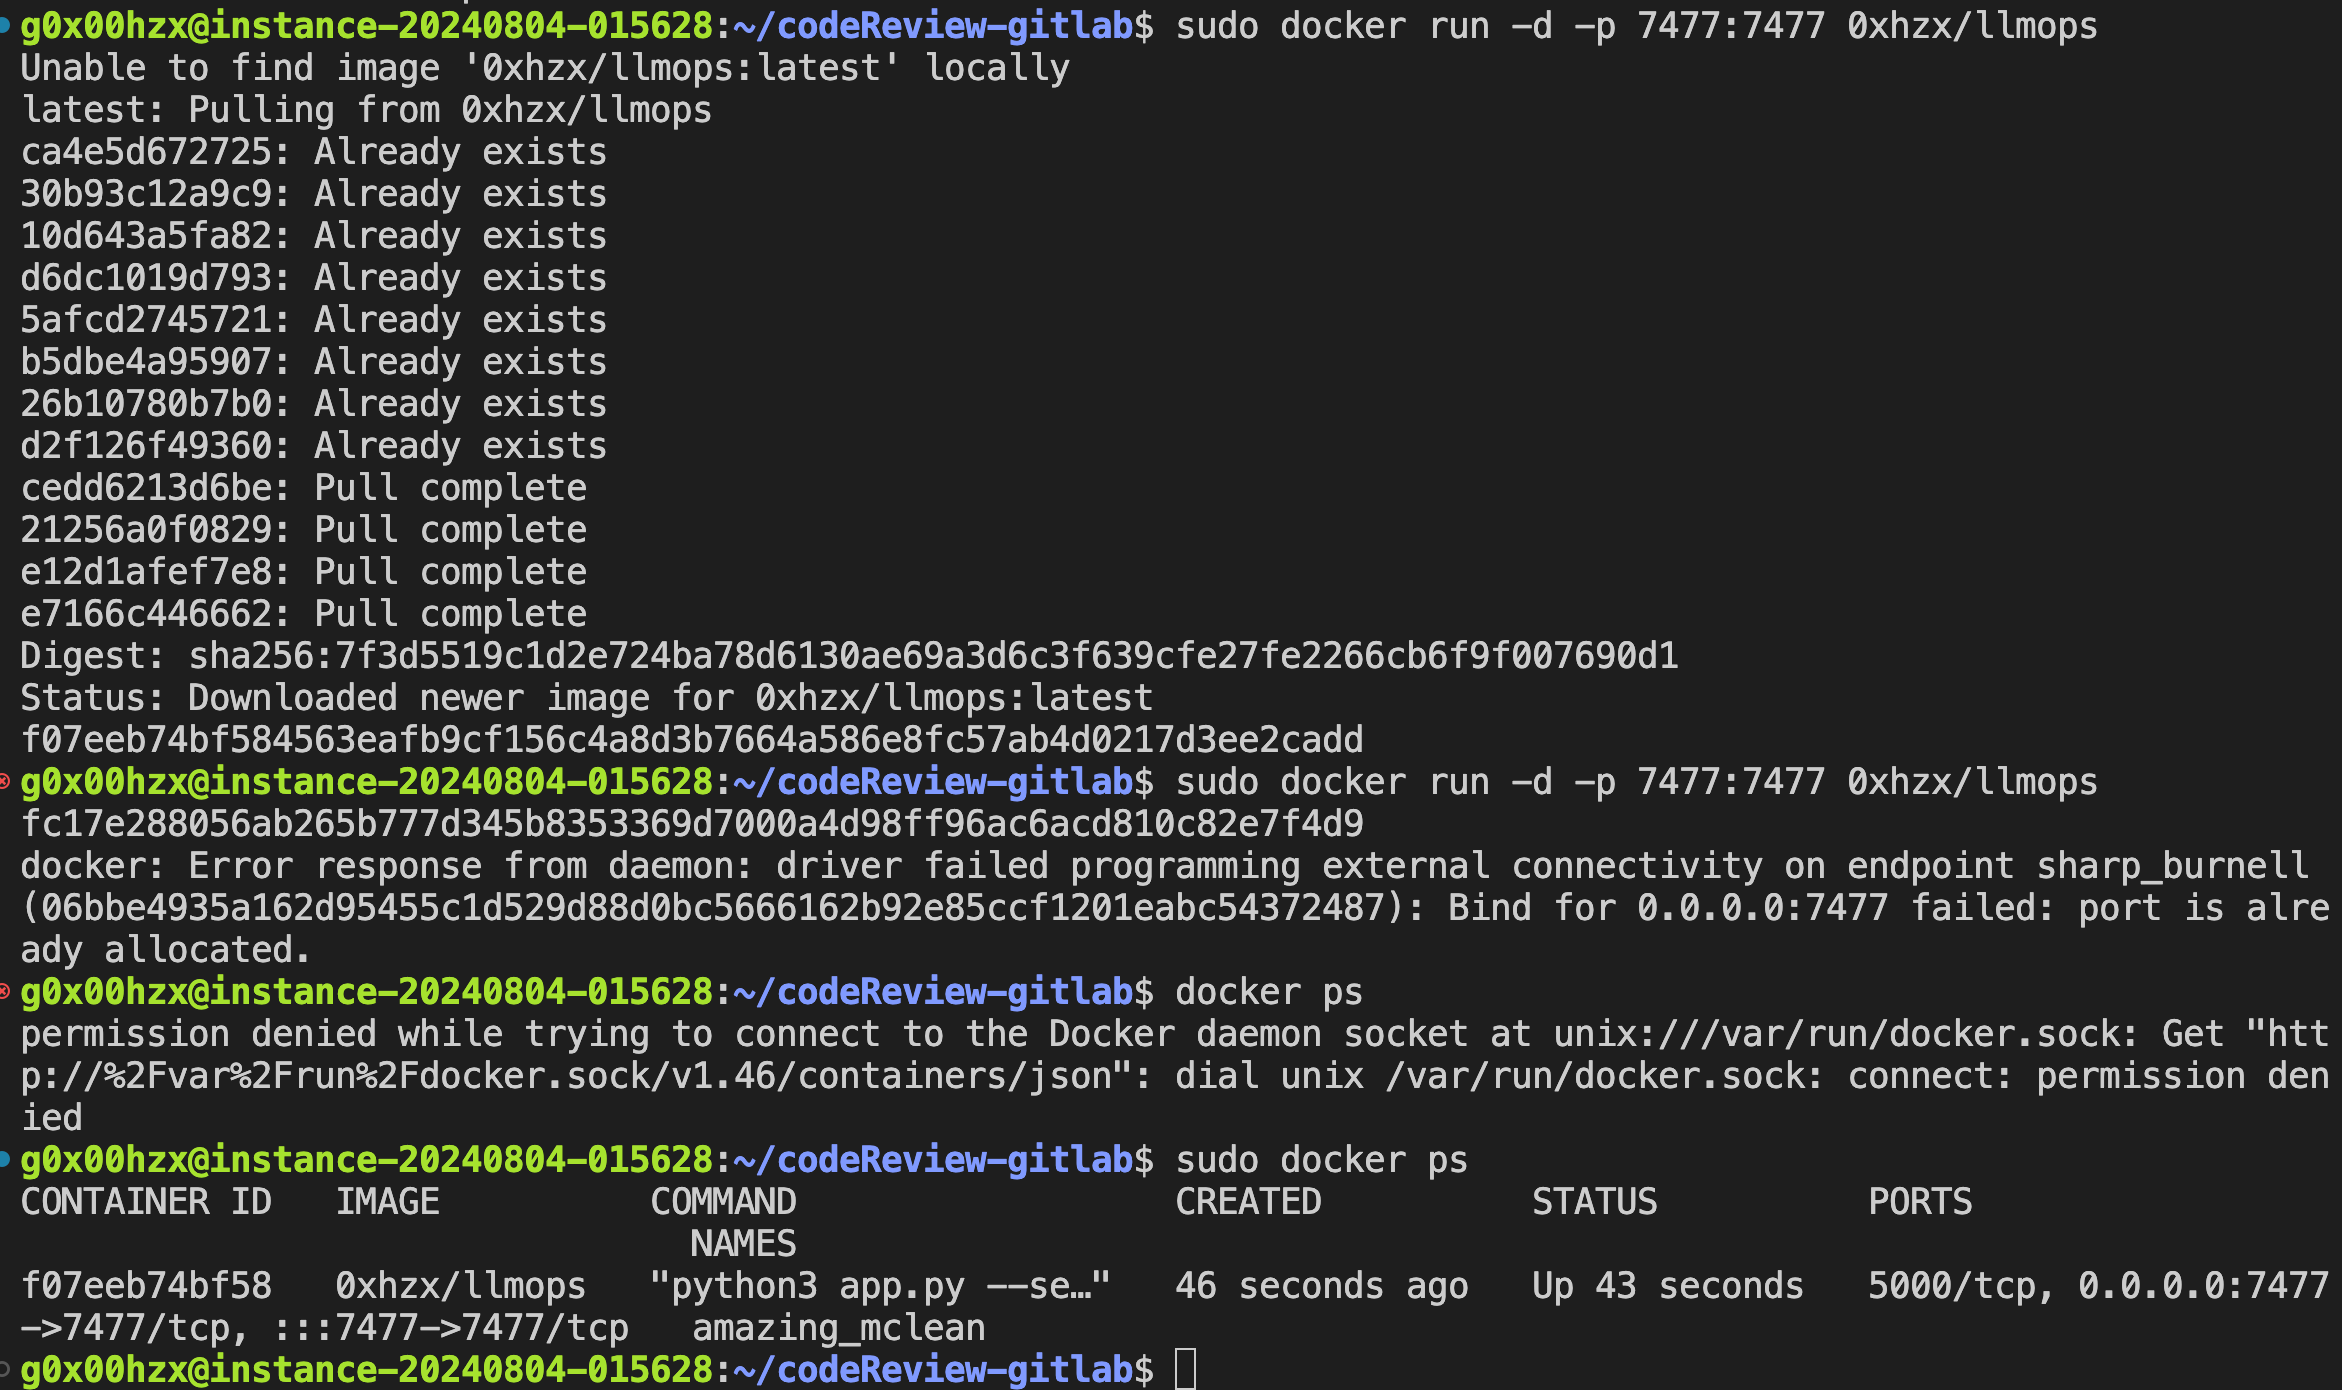 g0x00hzx@instance-20240804-015628:~/codeReview-gitlab$ sudo docker run -d -p 7477:7477 0xhzx/llmops
Unable to find image '0xhzx/llmops:latest' locally
latest: Pulling from 0xhzx/llmops
ca4e5d672725: Already exists
30b93c12a9c9: Already exists
10d643a5fa82: Already exists
d6dc1019d793: Already exists
5afcd2745721: Already exists
b5dbe4a95907: Already exists
26b10780b7b0: Already exists
d2f126f49360: Already exists
cedd6213d6be: Pull complete
21256a0f0829: Pull complete
e12d1afef7e8: Pull complete
e7166c446662: Pull complete
Digest: sha256:7f3d5519c1d2e724ba78d6130ae69a3d6c3f639cfe27fe2266cb6f9f007690d1
Status: Downloaded newer image for 0xhzx/llmops:latest
f07eeb74bf584563eafb9cf156c4a8d3b7664a586e8fc57ab4d0217d3ee2cadd
g0x00hzx@instance-20240804-015628:~/codeReview-gitlab$ sudo docker run -d -p 7477:7477 0xhzx/llmops
fc17e288056ab265b777d345b8353369d7000a4d98ff96ac6acd810c82e7f4d9
docker: Error response from daemon: driver failed programming external connectivity on endpoint sharp_burnell
(06bbe4935a162d95455c1d529d88d0bc5666162b92e85ccf1201eabc54372487): Bind for 0.0.0.0:7477 failed: port is alre
ady allocated.
g0x00hzx@instance-20240804-015628:~/codeReview-gitlab$ docker ps
permission denied while trying to connect to the Docker daemon socket at unix:///var/run/docker.sock: Get "htt
p://%2Fvar%2Frun%2Fdocker.sock/v1.46/containers/json": dial unix /var/run/docker.sock: connect: permission den
ied
g0x00hzx@instance-20240804-015628:~/codeReview-gitlab$ sudo docker ps
CONTAINER ID   IMAGE          COMMAND                  CREATED          STATUS          PORTS
NAMES
f07eeb74bf58   0xhzx/llmops   "python3 app.py --se…"   46 seconds ago   Up 43 seconds   5000/tcp, 0.0.0.0:7477
->7477/tcp, :::7477->7477/tcp   amazing_mclean
g0x00hzx@instance-20240804-015628:~/codeReview-gitlab$